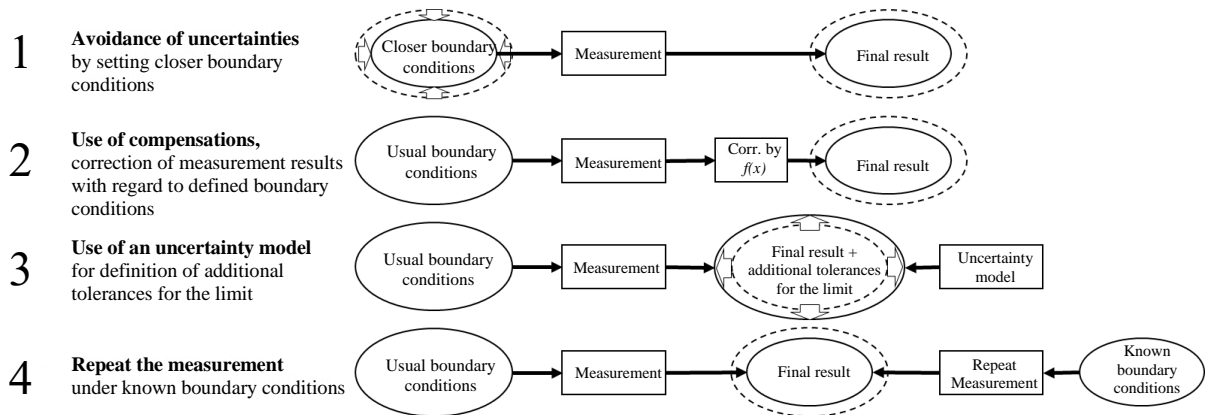 1
Avoidance of uncertainties
by setting closer boundary
conditions
Closer boundary
conditions
Measurement
Final result
2
Use of compensations,
correction of measurement results
with regard to defined boundary
conditions
Usual boundary
conditions
Measurement
Corr. by
f(x)
Final result
3
Use of an uncertainty model
for definition of additional
tolerances for the limit
Usual boundary
conditions
Measurement
Final result +
additional tolerances
for the limit
Uncertainty
model
4
Repeat the measurement
under known boundary conditions
Usual boundary
conditions
Measurement
Final result
Repeat
Measurement
Known
boundary
conditions